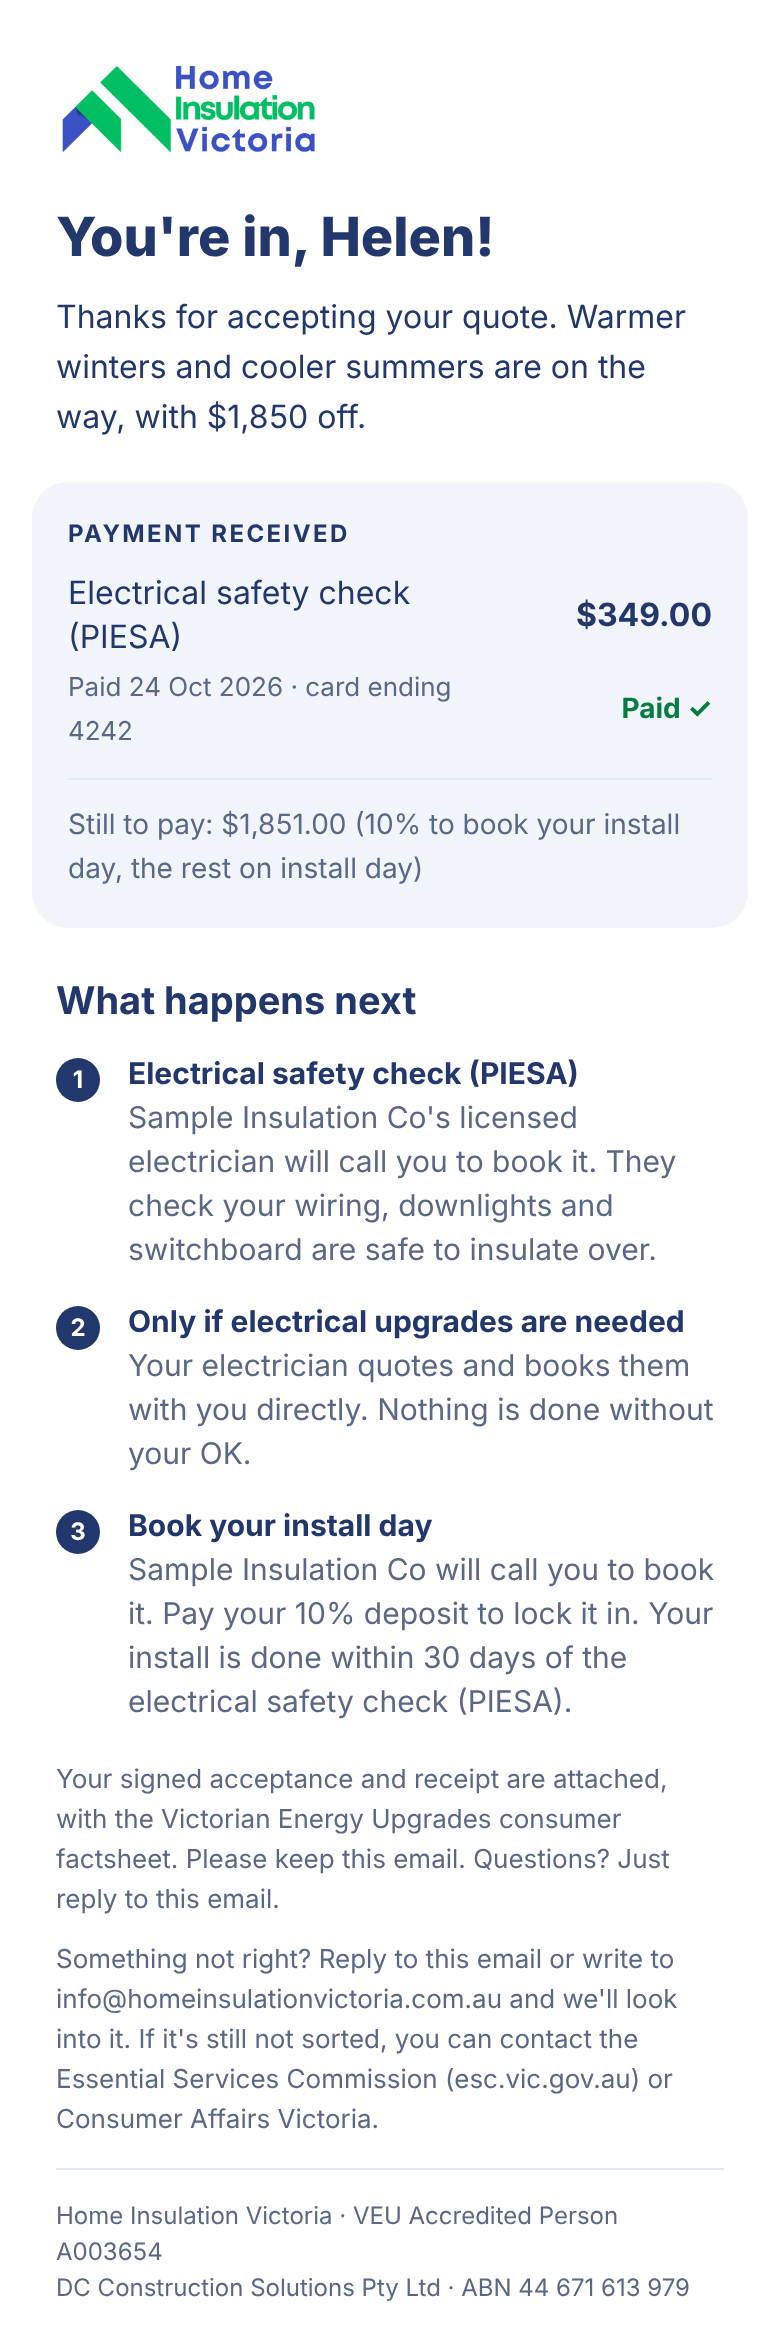 Home
Insulation
Victoria
You're in, Helen!
Thanks for accepting your quote. Warmer
winters and cooler summers are on the
way, with $1,850 off.
PAYMENT RECEIVED
Electrical safety check
(PIESA)
$349.00
Paid 24 Oct 2026 · card ending
4242
Paid ✓
Still to pay: $1,851.00 (10% to book your install
day, the rest on install day)
What happens next
1
Electrical safety check (PIESA)
Sample Insulation Co's licensed
electrician will call you to book it. They
check your wiring, downlights and
switchboard are safe to insulate over.
2
Only if electrical upgrades are needed
Your electrician quotes and books them
with you directly. Nothing is done without
your OK.
3
Book your install day
Sample Insulation Co will call you to book
it. Pay your 10% deposit to lock it in. Your
install is done within 30 days of the
electrical safety check (PIESA).
Your signed acceptance and receipt are attached,
with the Victorian Energy Upgrades consumer
factsheet. Please keep this email. Questions? Just
reply to this email.
Something not right? Reply to this email or write to
info@homeinsulationvictoria.com.au and we'll look
into it. If it's still not sorted, you can contact the
Essential Services Commission (esc.vic.gov.au) or
Consumer Affairs Victoria.
Home Insulation Victoria · VEU Accredited Person
A003654
DC Construction Solutions Pty Ltd · ABN 44 671 613 979